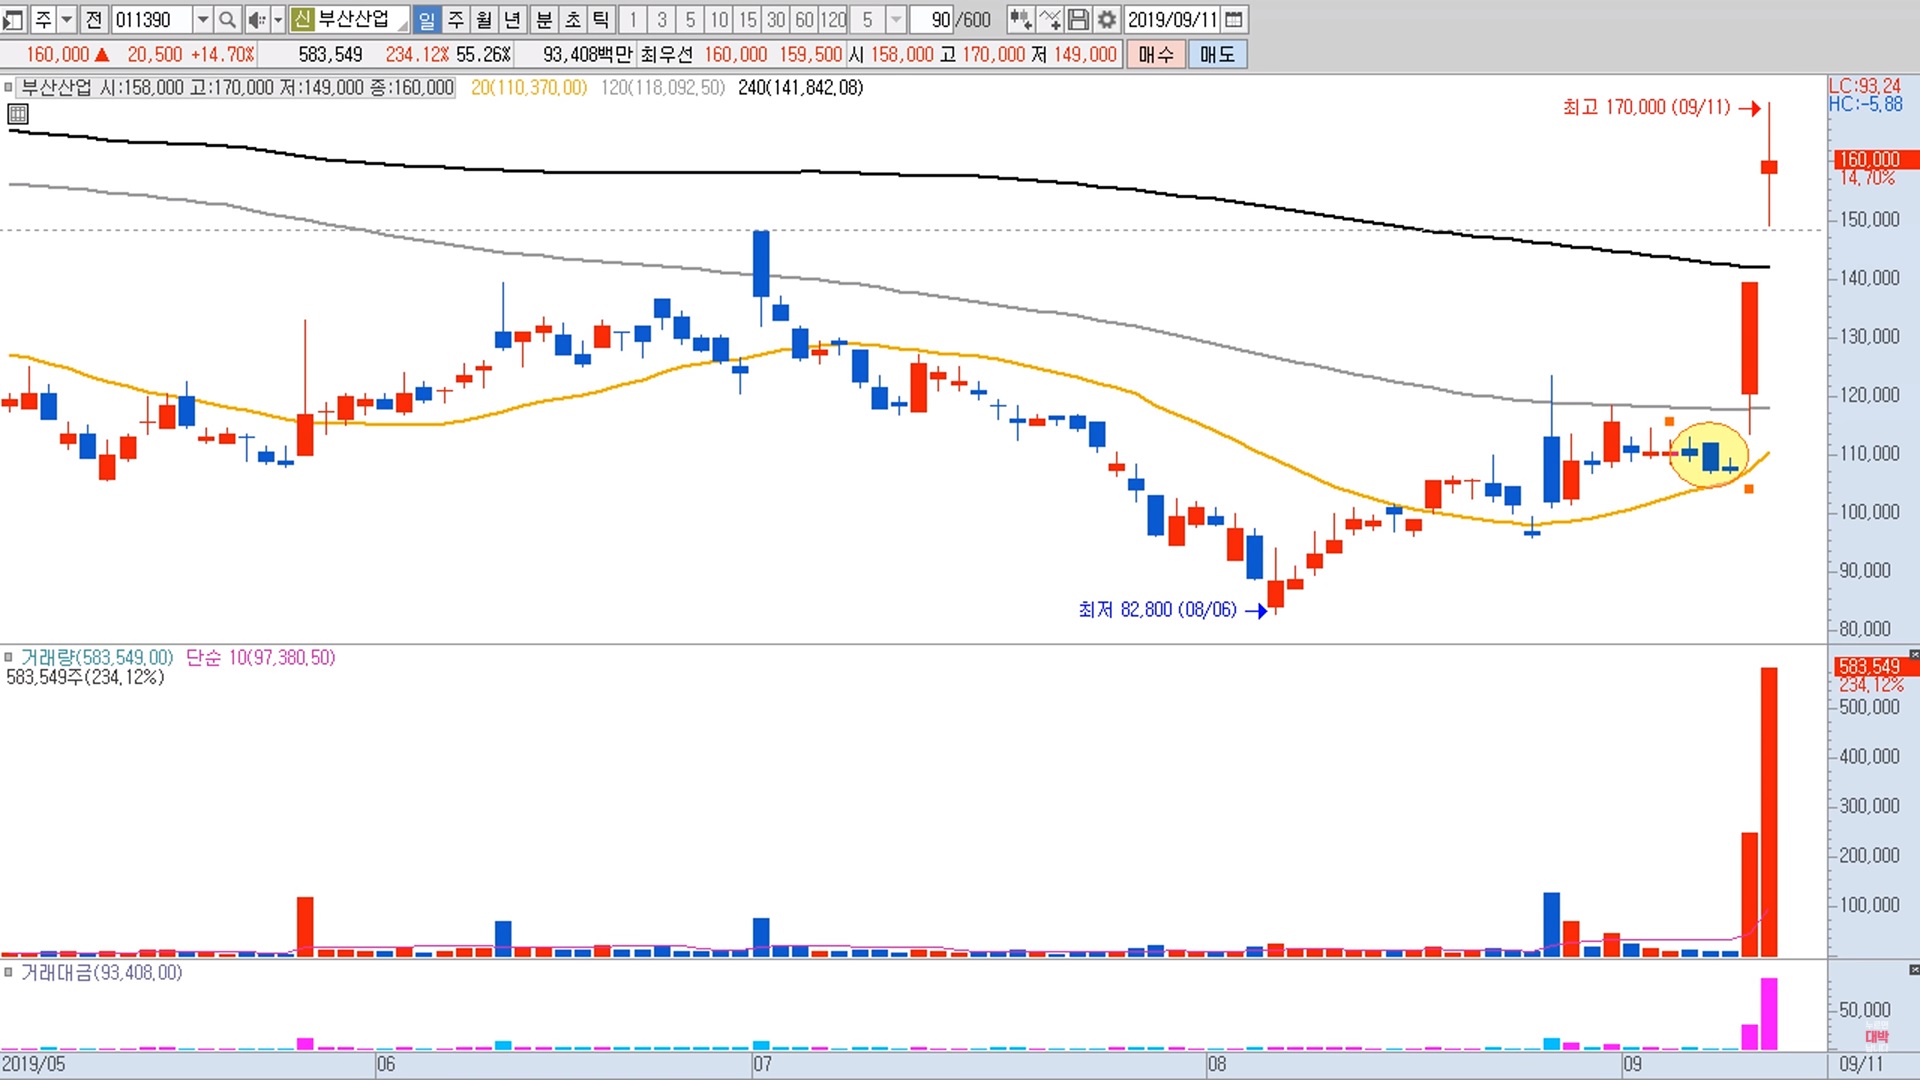 주 전 011390 신 부산산업 일 주 월 년 분 초 틱 1 3 5 10 15 30 60 120 5 90 /600 2019/09/11
160,000 ▲ 20,500 +14.70% 583,549 234.12% 55.26% 93,408백만 최우선 160,000 159,500 시 158,000 고 170,000 저 149,000 매수 매도
부산산업 시:158,000 고:170,000 저:149,000 종:160,000 20(110,370.00) 120(118,092.50) 240(141,842.08)
LC:93.24
HC:-5.88
최고 170,000 (09/11)
160,000
14.70%
150,000
140,000
130,000
120,000
110,000
100,000
90,000
최저 82,800 (08/06)
80,000
거래량(583,549.00) 단순 10(97,380.50)
583,549주(234.12%)
583,549
234.12%
500,000
400,000
300,000
200,000
100,000
거래대금(93,408.00)
50,000
대박
2019/05 06 07 08 09 09/11